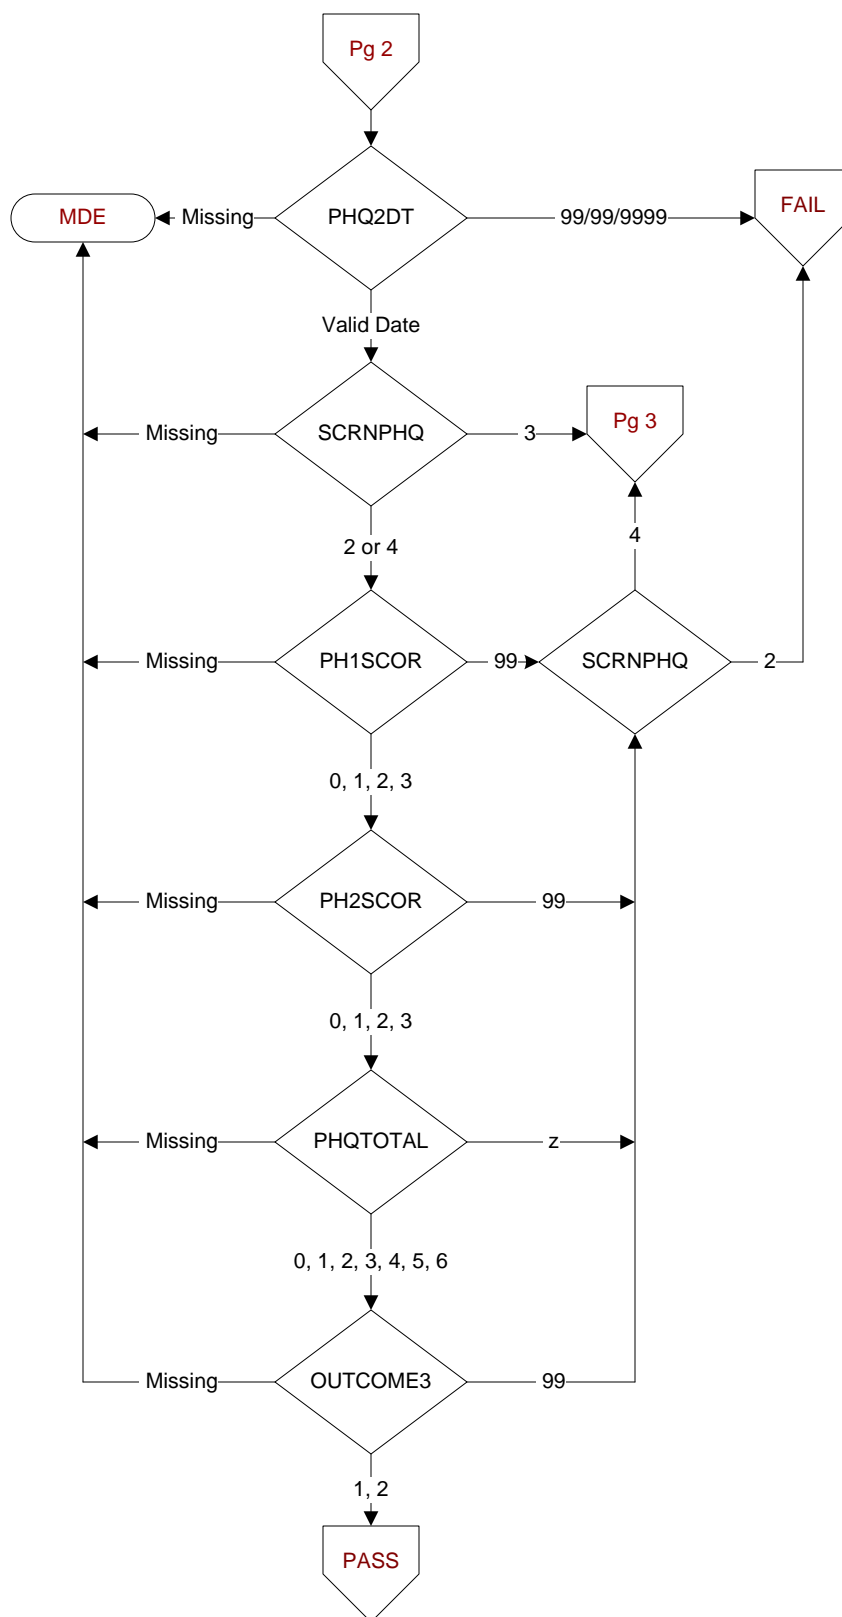 Pg 2
MDE
Missing
PHQ2DT
99/99/9999
FAIL
Valid Date
Missing
SCRNPHQ
3
Pg 3
2 or 4
4
Missing
PH1SCOR
99
SCRNPHQ
2
0, 1, 2, 3
Missing
PH2SCOR
99
0, 1, 2, 3
Missing
PHQTOTAL
z
0, 1, 2, 3, 4, 5, 6
Missing
OUTCOME3
99
1, 2
PASS